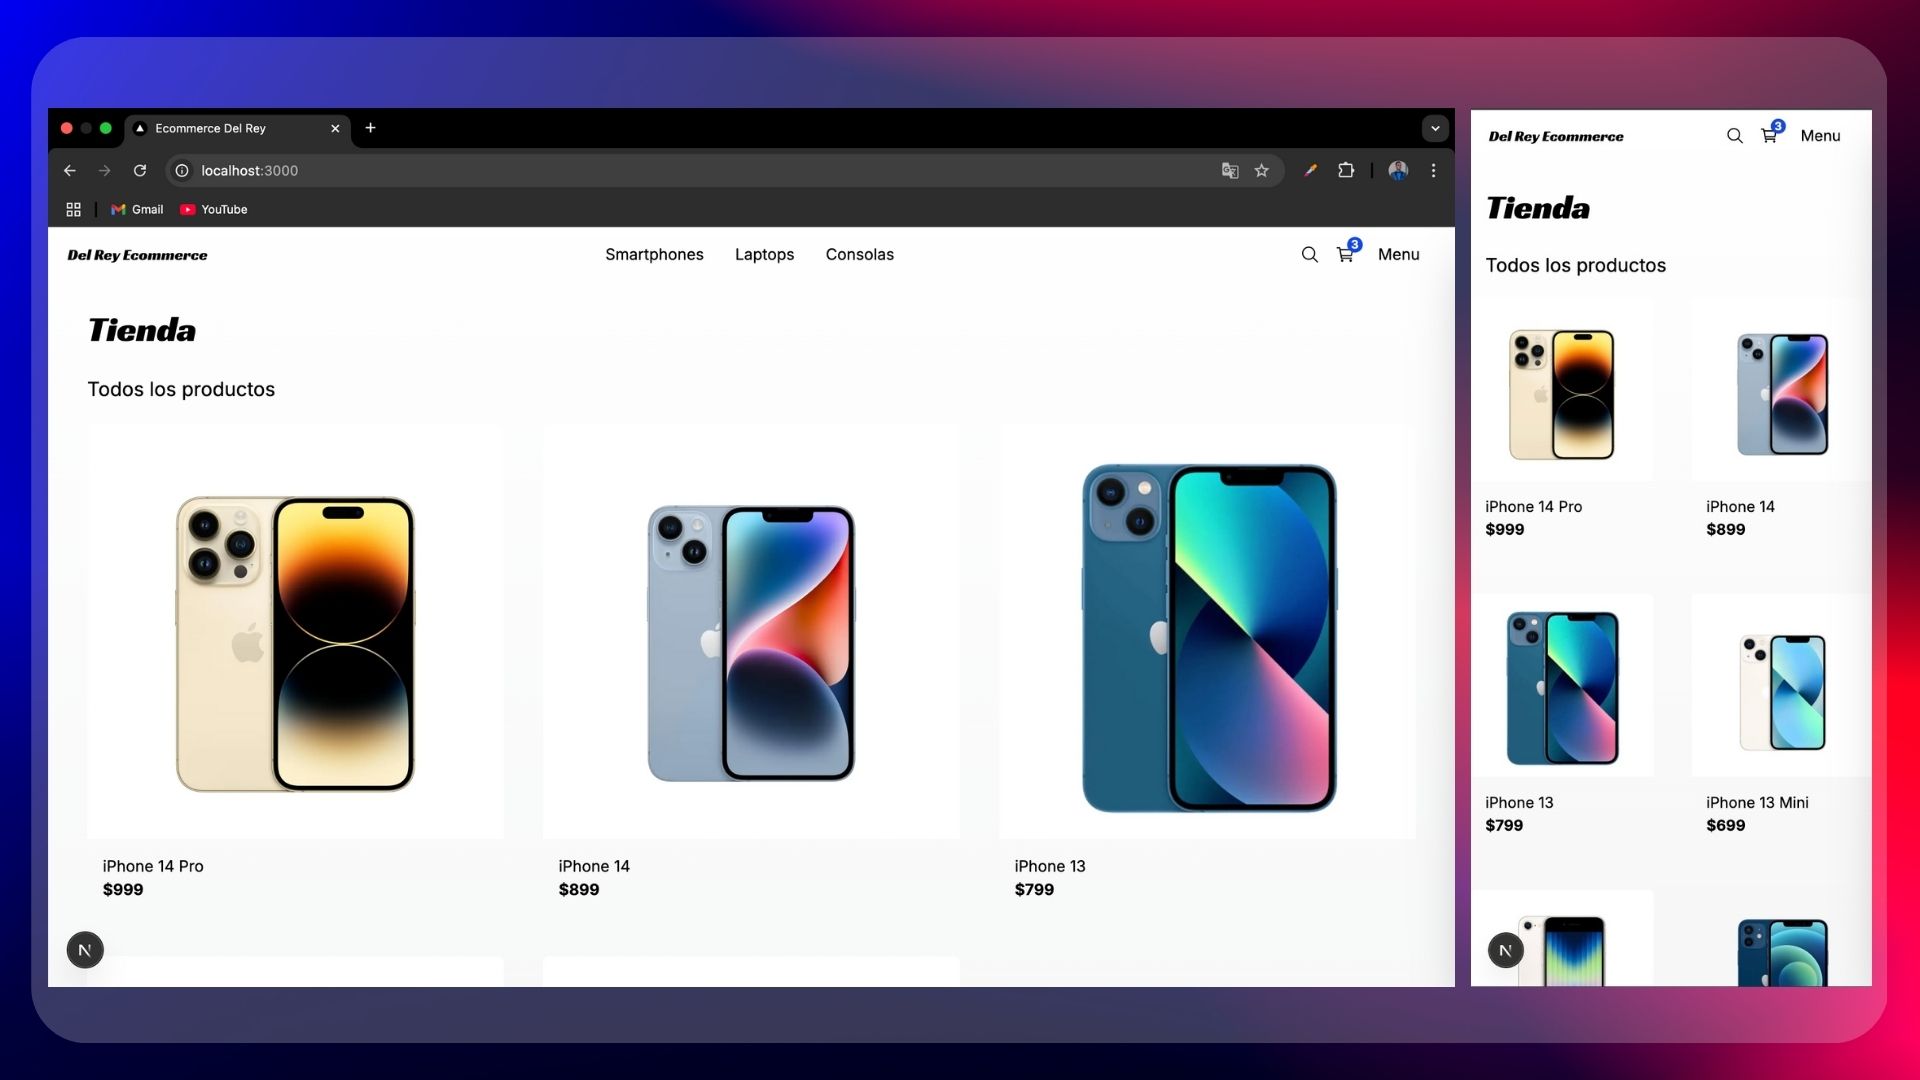 Ecommerce Del Rey
localhost:3000
Gmail YouTube
Del Rey Ecommerce Smartphones Laptops Consolas 3 Menu
Tienda
Todos los productos
iPhone 14 Pro
$999
iPhone 14
$899
iPhone 13
$799
N
Del Rey Ecommerce 3 Menu
Tienda
Todos los productos
iPhone 14 Pro
$999
iPhone 14
$899
iPhone 13
$799
iPhone 13 Mini
$699
N